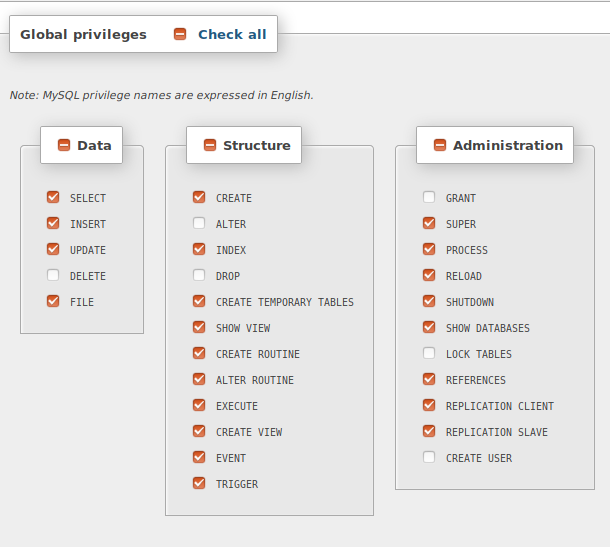 Global privileges Check all
Note: MySQL privilege names are expressed in English.
Data
SELECT
INSERT
UPDATE
DELETE
FILE
Structure
CREATE
ALTER
INDEX
DROP
CREATE TEMPORARY TABLES
SHOW VIEW
CREATE ROUTINE
ALTER ROUTINE
EXECUTE
CREATE VIEW
EVENT
TRIGGER
Administration
GRANT
SUPER
PROCESS
RELOAD
SHUTDOWN
SHOW DATABASES
LOCK TABLES
REFERENCES
REPLICATION CLIENT
REPLICATION SLAVE
CREATE USER